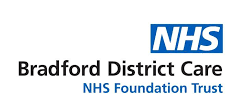 NHS
Bradford District Care
NHS Foundation Trust